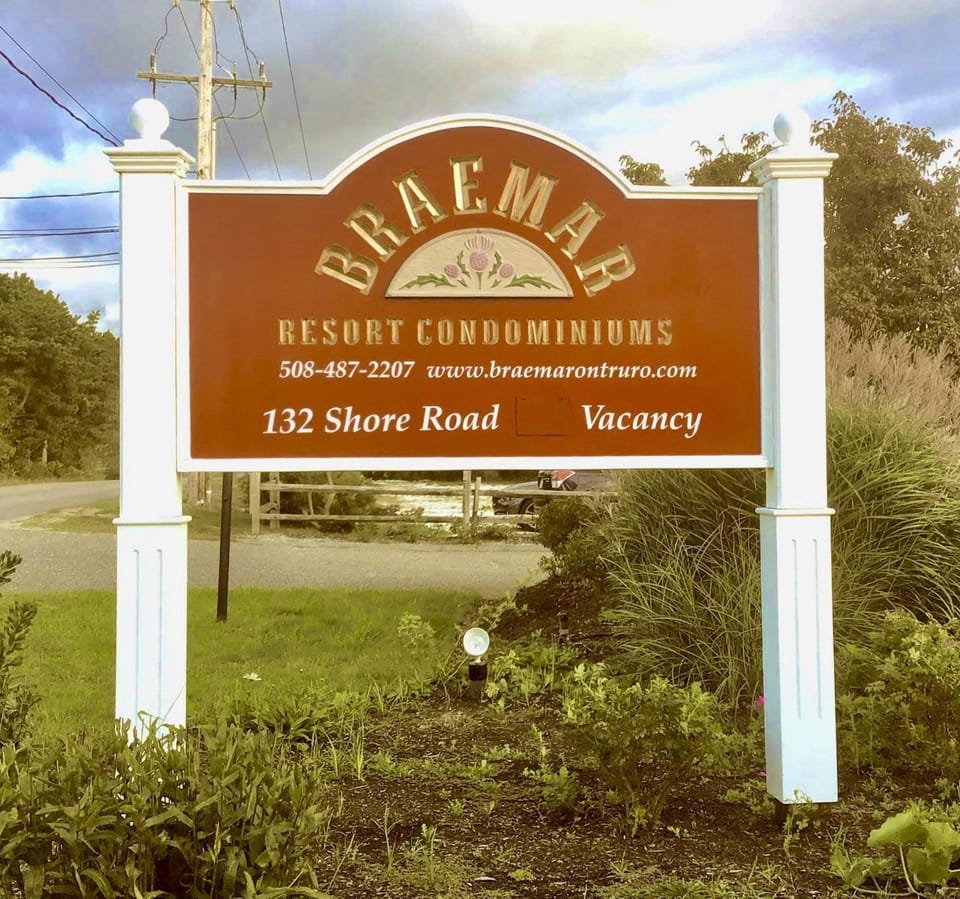 BRAEMAR
RESORT CONDOMINIUMS
508-487-2207 www.braemarontruro.com
132 Shore Road Vacancy